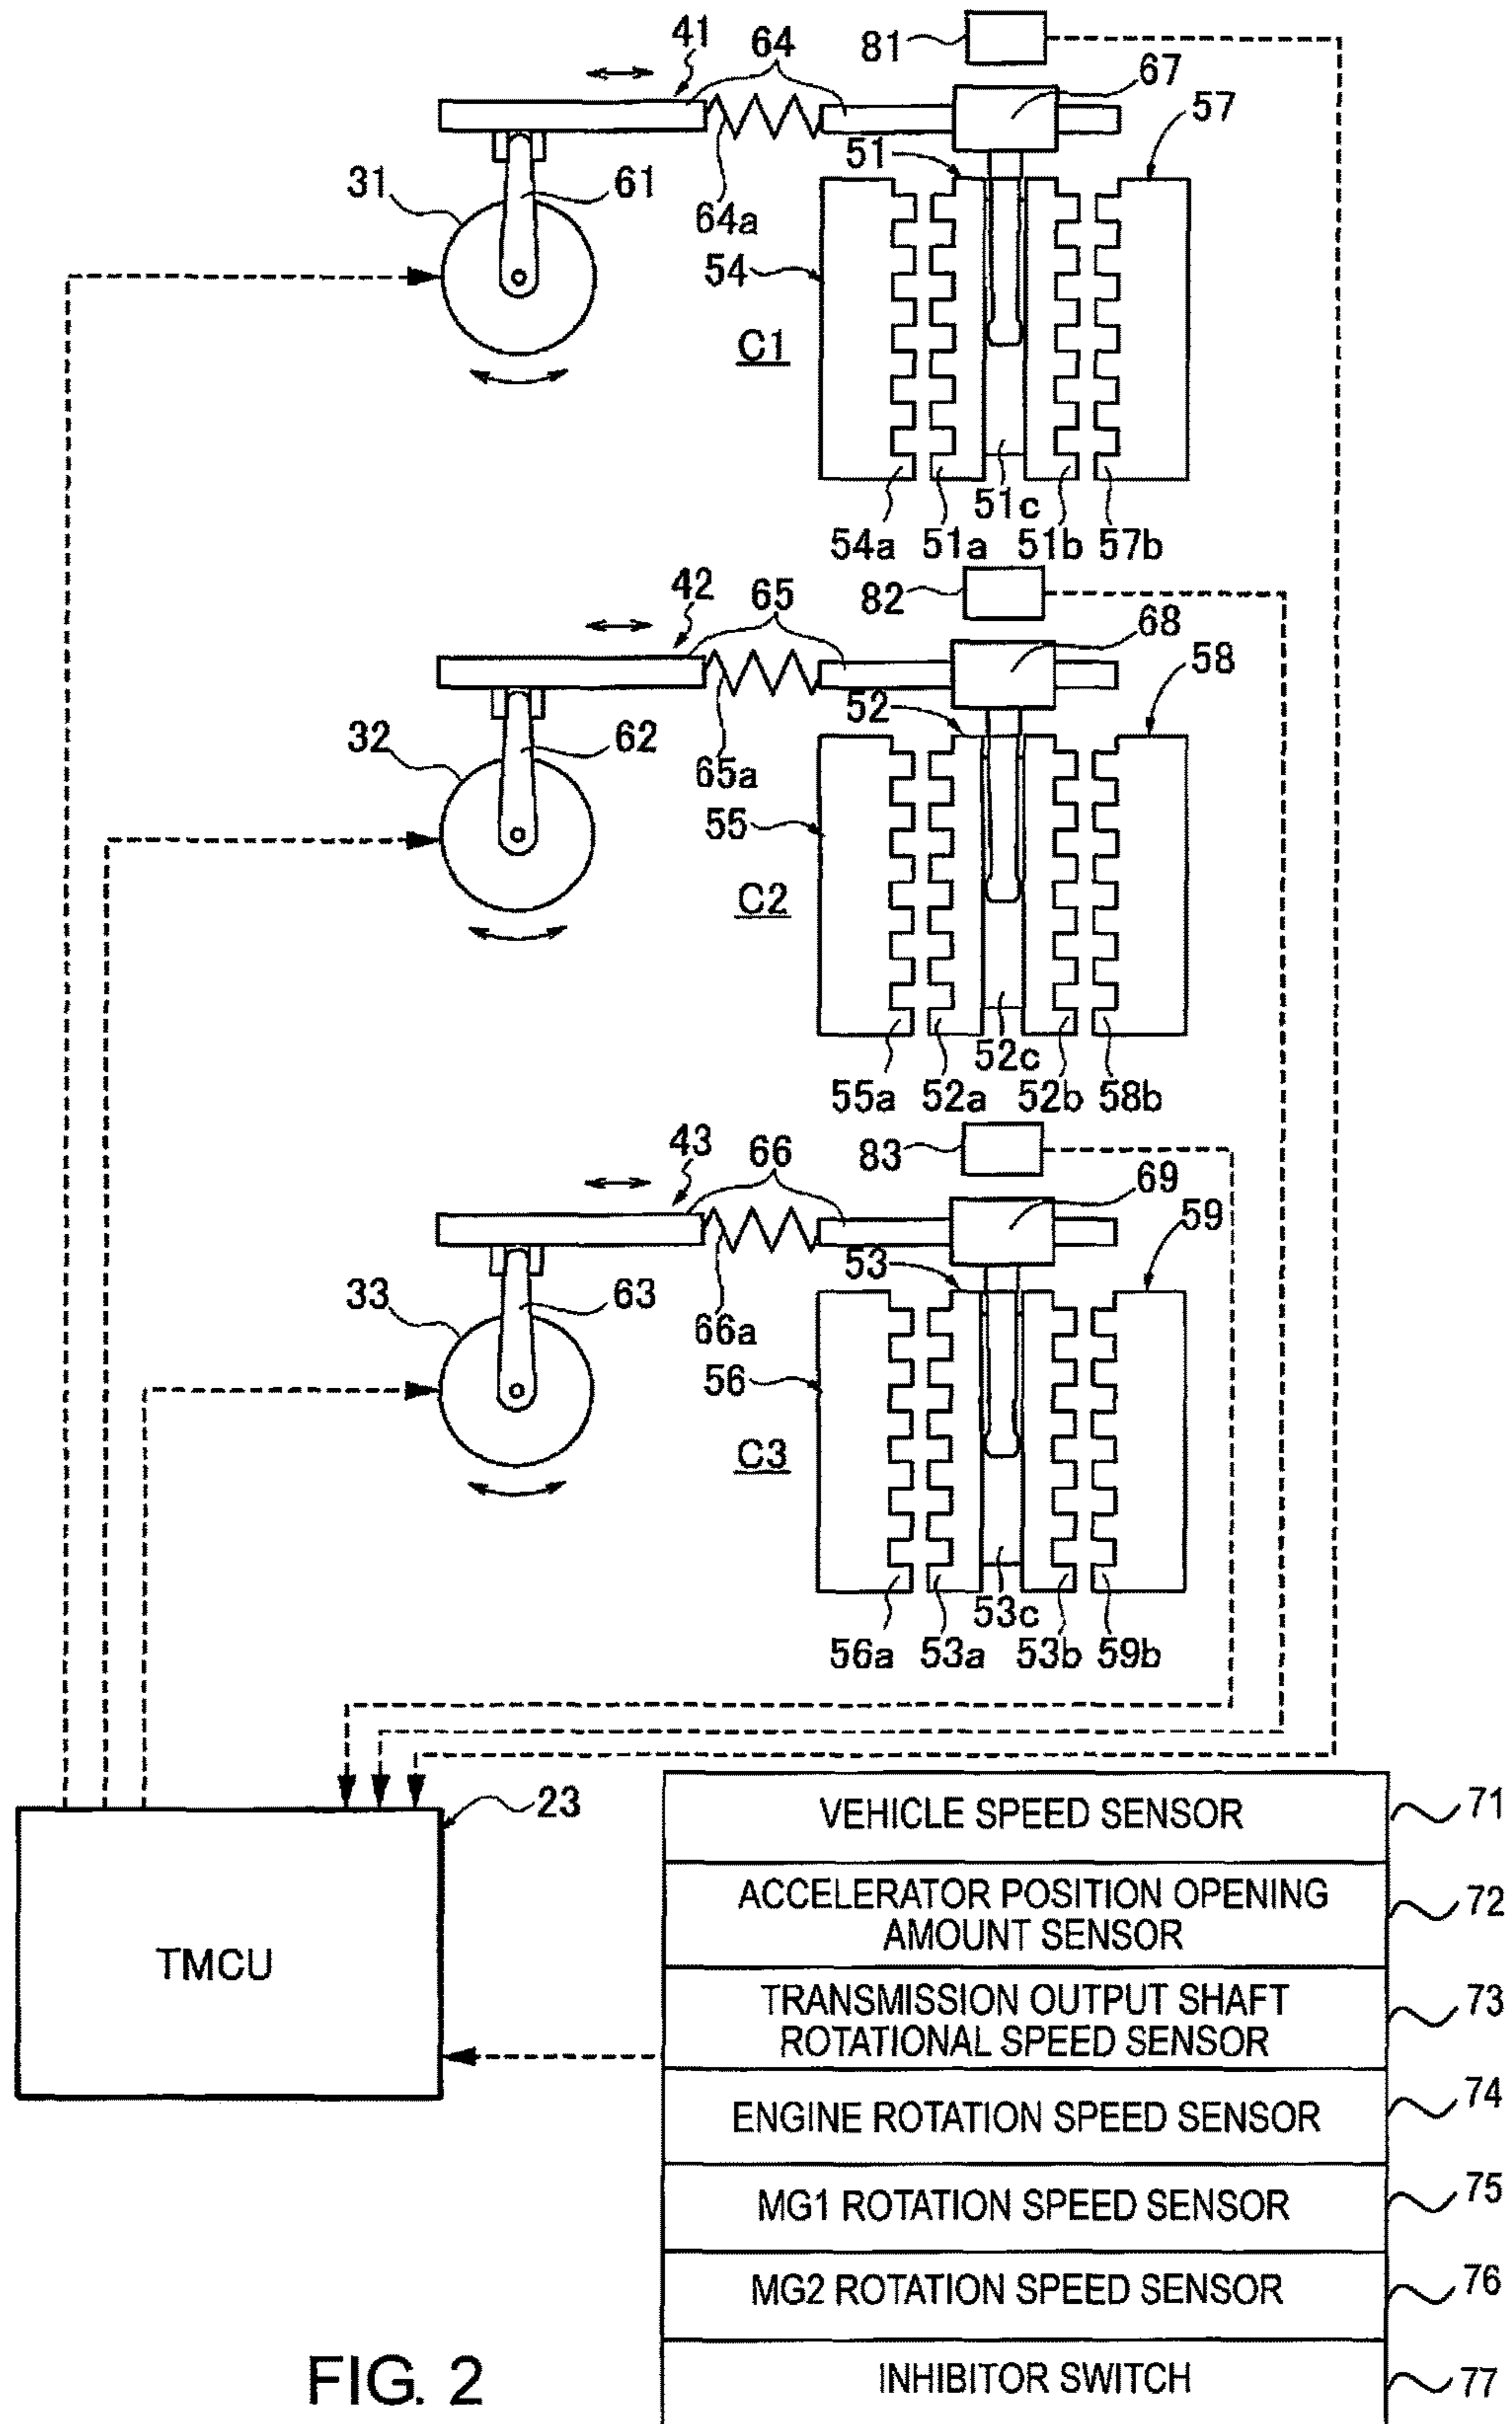 41
64
81
67
57
51
31
61
64a
54
C1
51c
54a
51a
51b
57b
42
65
82
68
58
52
32
62
65a
55
C2
52c
55a
52a
52b
58b
43
66
83
69
59
53
33
63
66a
56
C3
53c
56a
53a
53b
59b
23
TMCU
VEHICLE SPEED SENSOR
71
ACCELERATOR POSITION OPENING
AMOUNT SENSOR
72
TRANSMISSION OUTPUT SHAFT
ROTATIONAL SPEED SENSOR
73
ENGINE ROTATION SPEED SENSOR
74
MG1 ROTATION SPEED SENSOR
75
MG2 ROTATION SPEED SENSOR
76
INHIBITOR SWITCH
77
FIG. 2